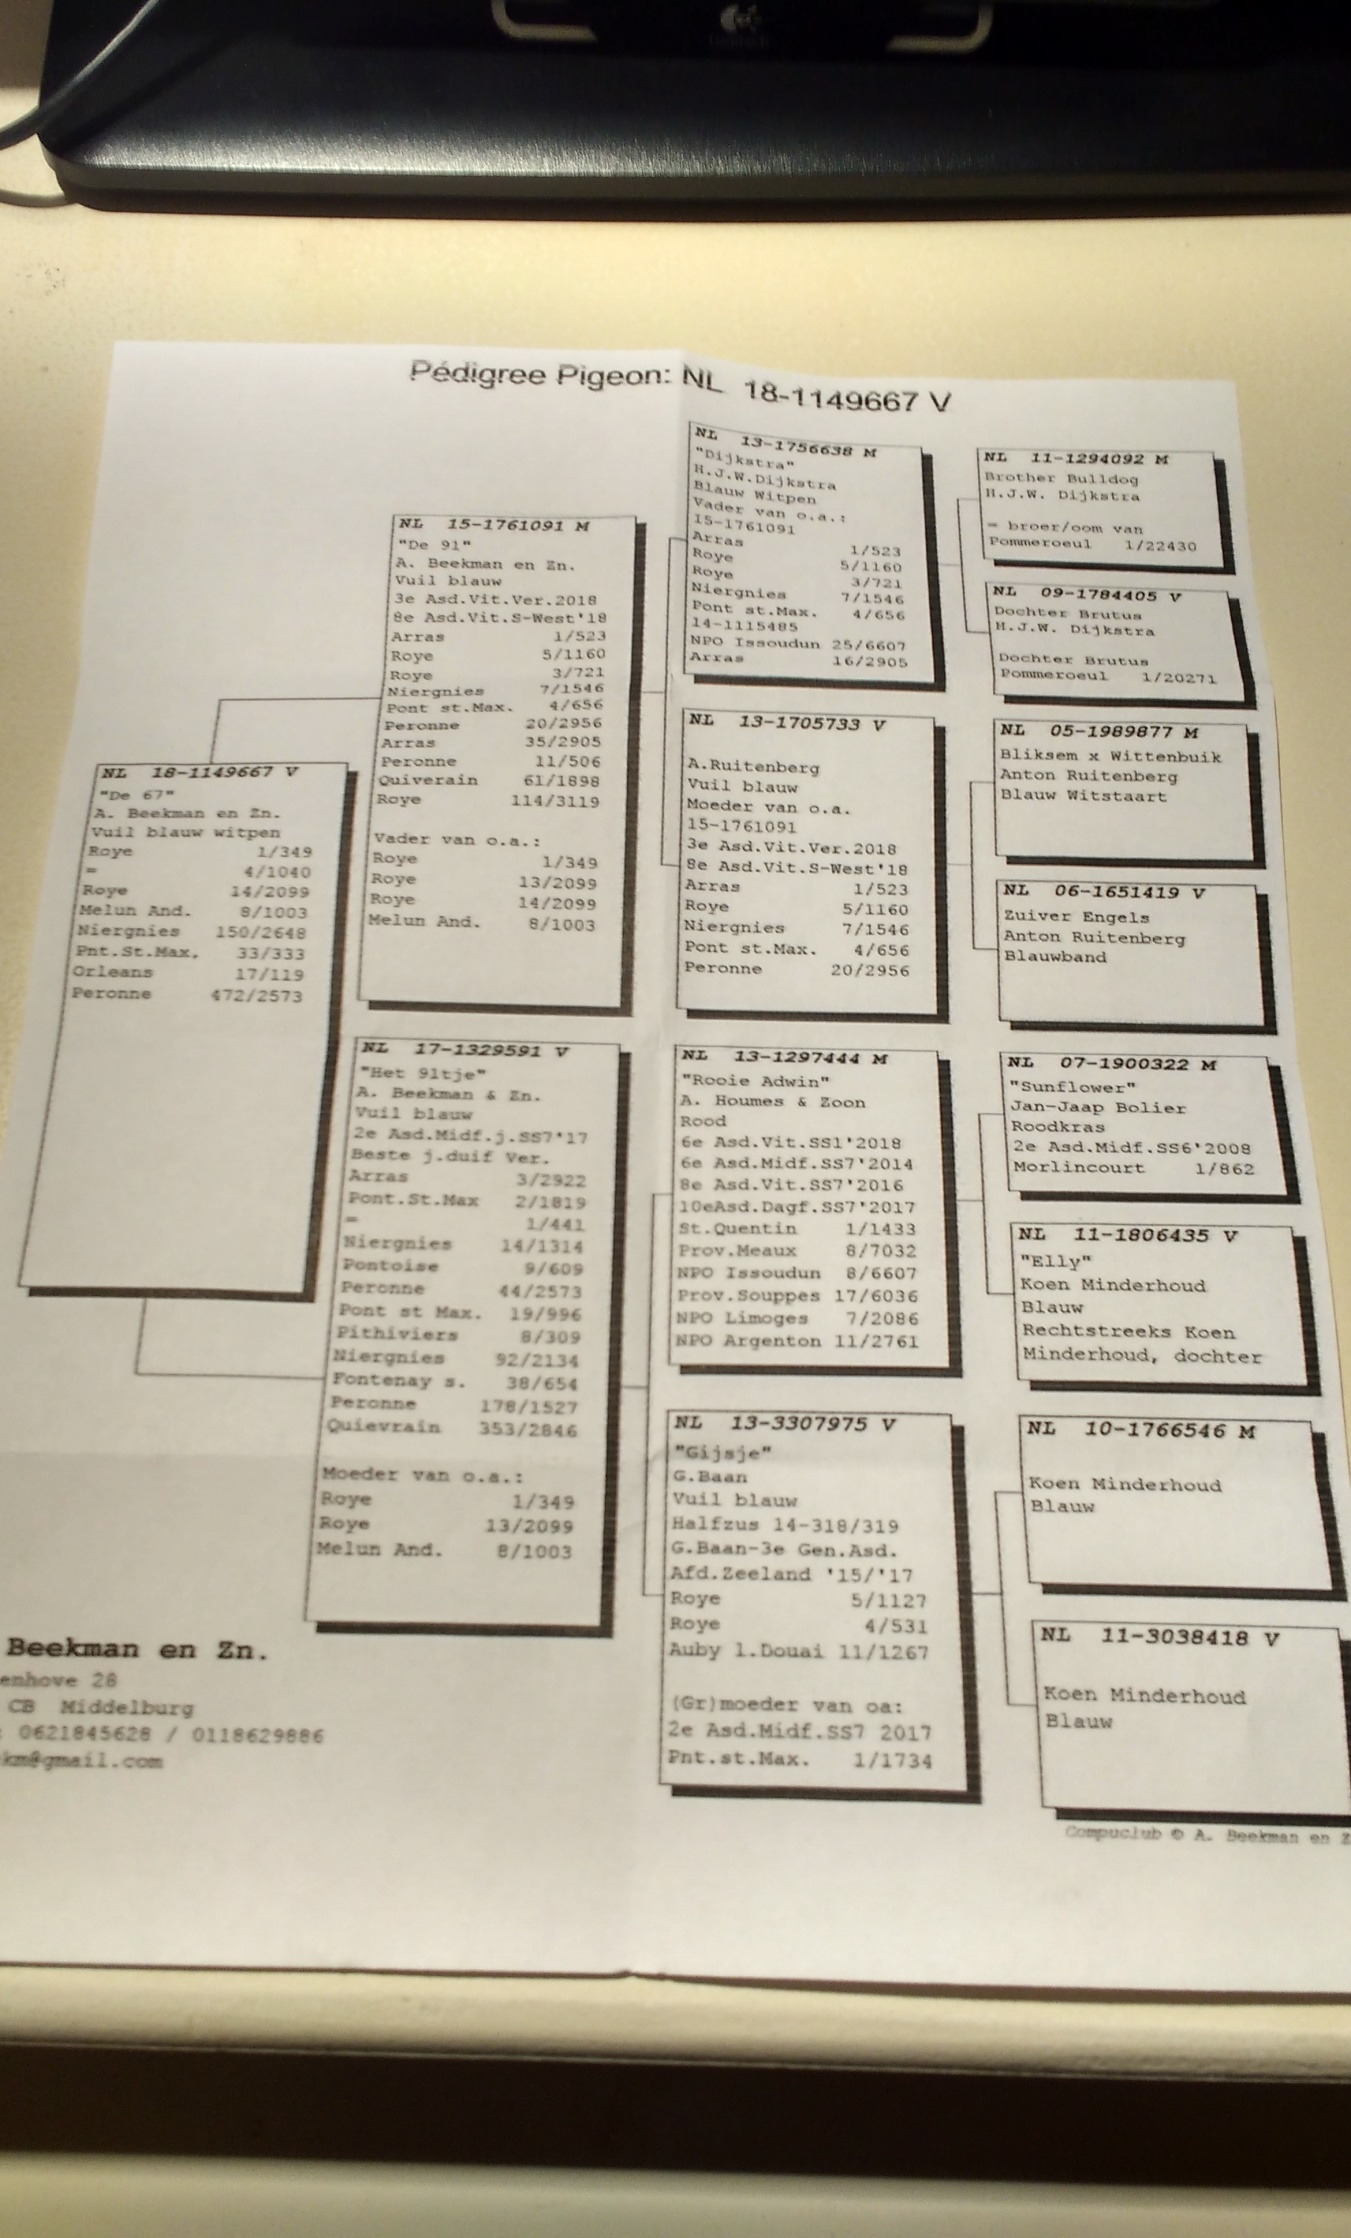 Pédigree Pigeon: NL 18-1149667 V
NL 18-1149667 V
"De 67"
A. Beekman en Zn.
Vuil blauw witpen
Roye 1/349
= 4/1040
Roye 14/2099
Melun And. 8/1003
Niergnies 150/2648
Pnt.St.Max. 33/333
Orleans 17/119
Peronne 472/2573
NL 15-1761091 M
"De 91"
A. Beekman en Zn.
Vuil blauw
3e Asd.Vit.Ver.2018
8e Asd.Vit.S-West'18
Arras 1/523
Roye 5/1160
Roye 3/721
Niergnies 7/1546
Pont st.Max. 4/656
Peronne 20/2956
Arras 35/2905
Peronne 11/506
Quiverain 61/1898
Roye 114/3119
Vader van o.a.:
Roye 1/349
Roye 13/2099
Roye 14/2099
Melun And. 8/1003
NL 17-1329591 V
"Het 91tje"
A. Beekman & Zn.
Vuil blauw
2e Asd.Midf.j.SS7'17
Beste j.duif Ver.
Arras 3/2922
Pont.St.Max 2/1819
= 1/441
Niergnies 14/1314
Pontoise 9/609
Peronne 44/2573
Pont st Max. 19/996
Pithiviers 8/309
Niergnies 92/2134
Fontenay s. 38/654
Peronne 178/1527
Quievrain 353/2846
Moeder van o.a.:
Roye 1/349
Roye 13/2099
Melun And. 8/1003
NL 13-1756638 M
"Dijkstra"
H.J.W.Dijkstra
Blauw Witpen
Vader van o.a.:
15-1761091
Arras 1/523
Roye 5/1160
Roye 3/721
Niergnies 7/1546
Pont st.Max. 4/656
14-1115485
NPO Issoudun 25/6607
Arras 16/2905
NL 13-1705733 V
A.Ruitenberg
Vuil blauw
Moeder van o.a.
15-1761091
3e Asd.Vit.Ver.2018
8e Asd.Vit.S-West'18
Arras 1/523
Roye 5/1160
Niergnies 7/1546
Pont st.Max. 4/656
Peronne 20/2956
NL 13-1297444 M
"Rooie Adwin"
A. Houmes & Zoon
Rood
6e Asd.Vit.SS1'2018
6e Asd.Midf.SS7'2014
8e Asd.Vit.SS7'2016
10eAsd.Dagf.SS7'2017
St.Quentin 1/1433
Prov.Meaux 8/7032
NPO Issoudun 8/6607
Prov.Souppes 17/6036
NPO Limoges 7/2086
NPO Argenton 11/2761
NL 13-3307975 V
"Gijsje"
G.Baan
Vuil blauw
Halfzus 14-318/319
G.Baan-3e Gen.Asd.
Afd.Zeeland '15/'17
Roye 5/1127
Roye 4/531
Auby l.Douai 11/1267
(Gr)moeder van oa:
2e Asd.Midf.SS7 2017
Pnt.st.Max. 1/1734
NL 11-1294092 M
Brother Bulldog
H.J.W. Dijkstra
= broer/oom van
Pommeroeul 1/22430
NL 09-1784405 V
Dochter Brutus
H.J.W. Dijkstra
Dochter Brutus
Pommeroeul 1/20271
NL 05-1989877 M
Bliksem x Wittenbuik
Anton Ruitenberg
Blauw Witstaart
NL 06-1651419 V
Zuiver Engels
Anton Ruitenberg
Blauwband
NL 07-1900322 M
"Sunflower"
Jan-Jaap Bolier
Roodkras
2e Asd.Midf.SS6'2008
Morlincourt 1/862
NL 11-1806435 V
"Elly"
Koen Minderhoud
Blauw
Rechtstreeks Koen
Minderhoud, dochter
NL 10-1766546 M
Koen Minderhoud
Blauw
NL 11-3038418 V
Koen Minderhoud
Blauw
Beekman en Zn.
enhove 28
CB Middelburg
: 0621845628 / 0118629886
km@gmail.com
Compuclub © A. Beekman en Z